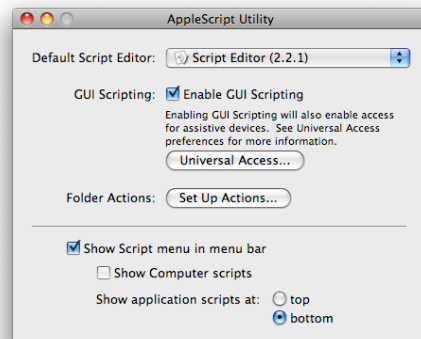 AppleScript Utility
Default Script Editor: Script Editor (2.2.1)
GUI Scripting: Enable GUI Scripting
Enabling GUI Scripting will also enable access
for assistive devices. See Universal Access
preferences for more information.
Universal Access...
Folder Actions: Set Up Actions...
Show Script menu in menu bar
Show Computer scripts
Show application scripts at: top
bottom